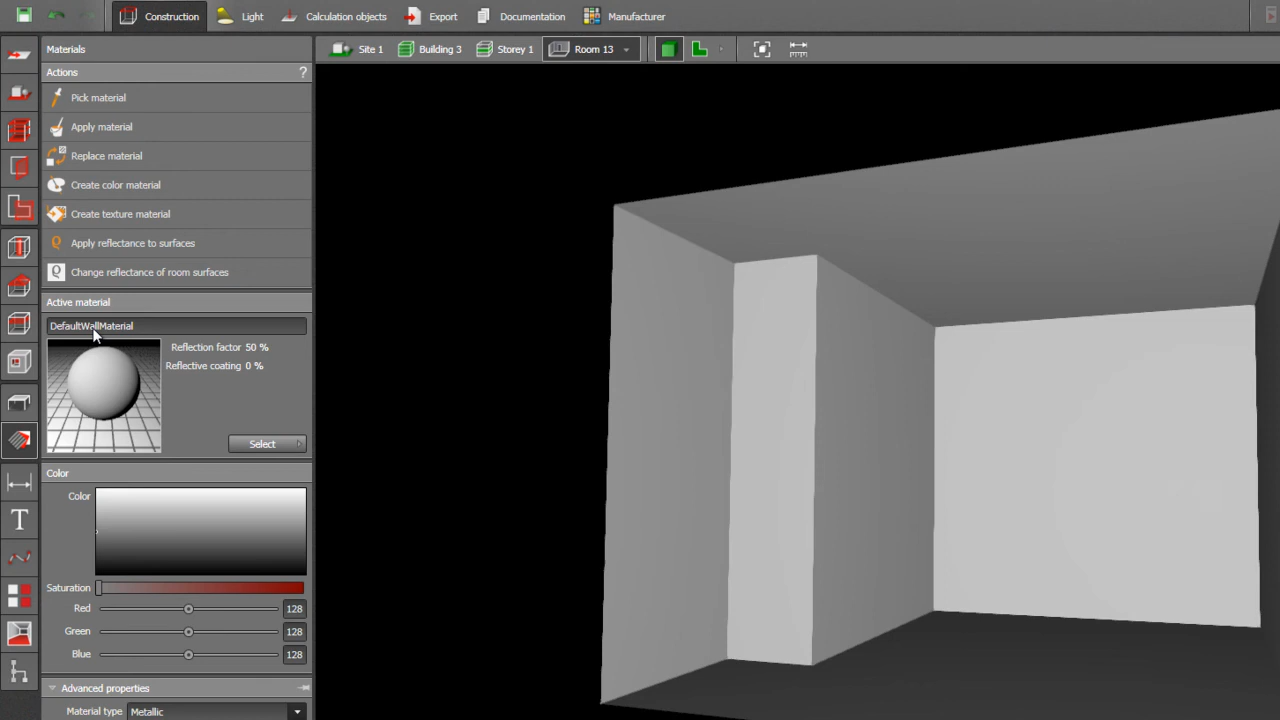 Construction Light Calculation objects Export Documentation Manufacturer
Materials Site 1 Building 3 Storey 1 Room 13
Actions ?
Pick material
Apply material
Replace material
Create color material
Create texture material
Apply reflectance to surfaces
Change reflectance of room surfaces
Active material
DefaultWallMaterial
Reflection factor 50 %
Reflective coating 0 %
Select
Color
Color
Saturation
Red 128
Green 128
Blue 128
Advanced properties
Material type Metallic